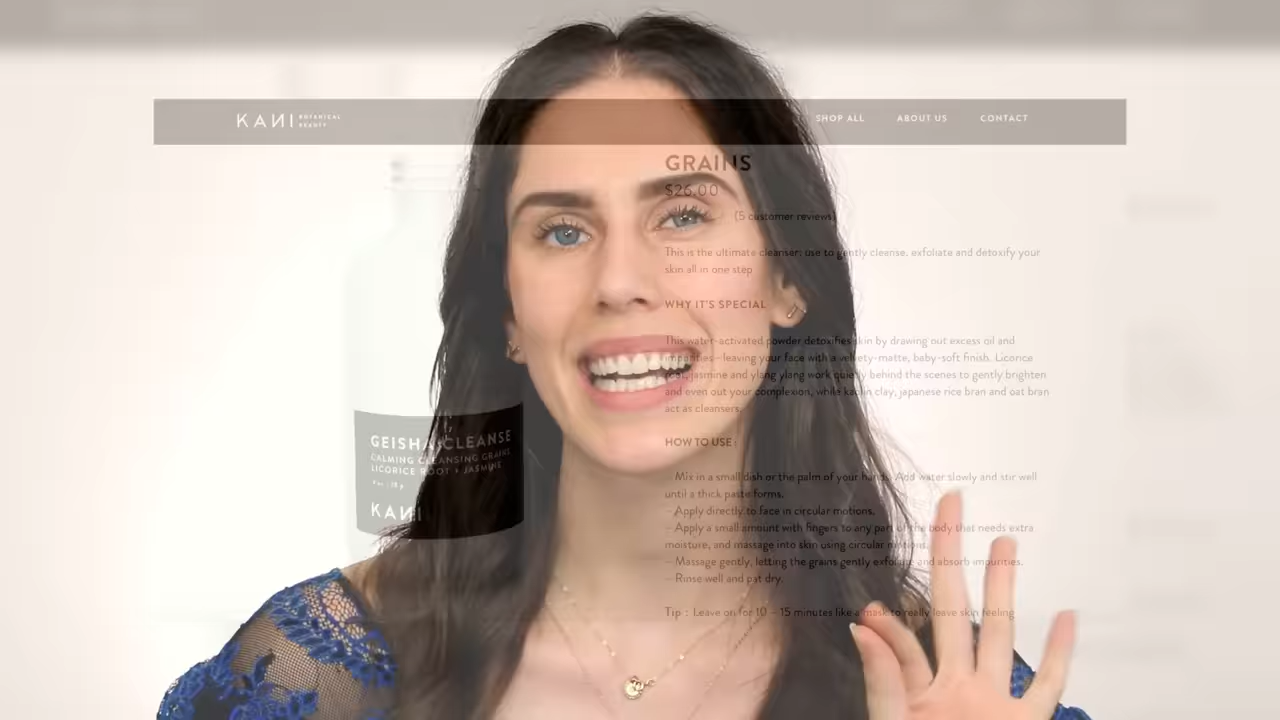 KANI BOTANICAL
BEAUTY
SHOP ALL ABOUT US CONTACT
GRAINS
$26.00
(5 customer reviews)
This is the ultimate cleanser: use to gently cleanse, exfoliate and detoxify your
skin all in one step
WHY IT'S SPECIAL
This water-activated powder detoxifies skin by drawing out excess oil and
impurities – leaving your face with a velvety-matte, baby-soft finish. Licorice
root, jasmine and ylang ylang work quietly behind the scenes to gently brighten
and even out your complexion, while kaolin clay, japanese rice bran and oat bran
act as cleansers.
HOW TO USE :
– Mix in a small dish or the palm of your hands. Add water slowly and stir well
until a thick paste forms.
– Apply directly to face in circular motions.
– Apply a small amount with fingers to any part of the body that needs extra
moisture, and massage into skin using circular motions.
– Massage gently, letting the grains gently exfoliate and absorb impurities.
– Rinse well and pat dry.
Tip : Leave on for 10 – 15 minutes like a mask to really leave skin feeling
GEISHA CLEANSE
CALMING CLEANSING GRAINS
LICORICE ROOT + JASMINE
KANI